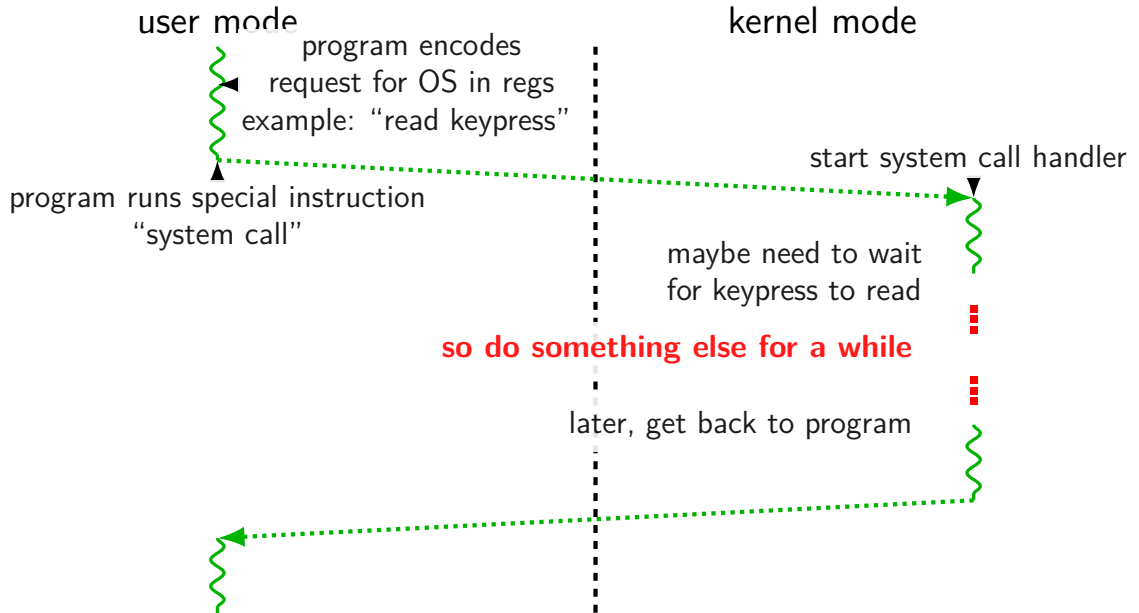 user mode
kernel mode
program encodes
request for OS in regs
example: “read keypress”
start system call handler
program runs special instruction
“system call”
maybe need to wait
for keypress to read
so do something else for a while
later, get back to program